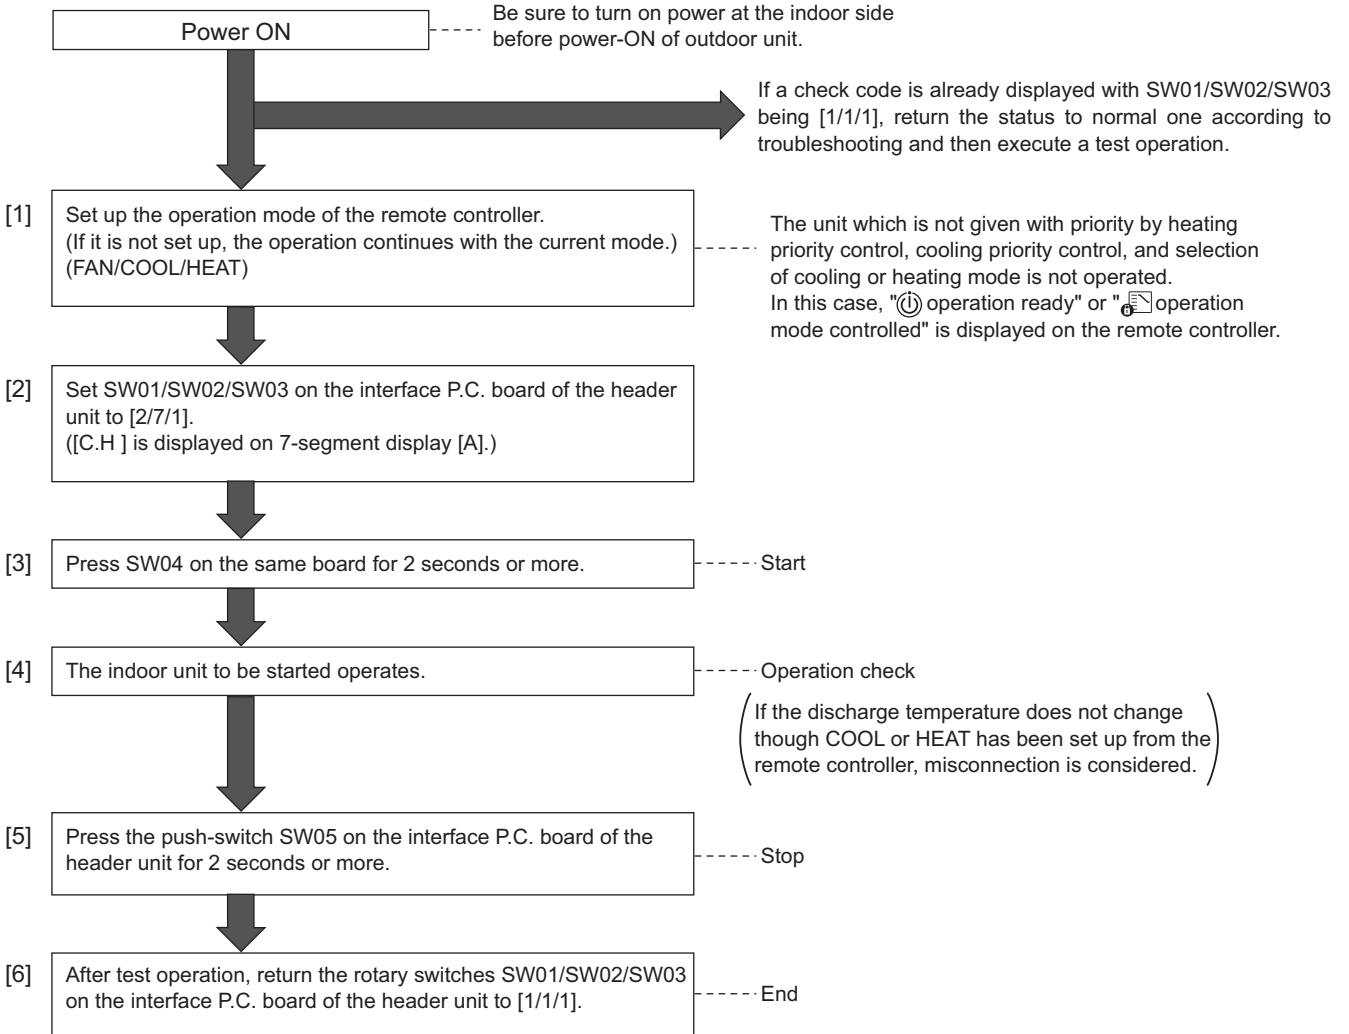 Power ON
Be sure to turn on power at the indoor side
before power-ON of outdoor unit.
If a check code is already displayed with SW01/SW02/SW03
being [1/1/1], return the status to normal one according to
troubleshooting and then execute a test operation.
[1]
Set up the operation mode of the remote controller.
(If it is not set up, the operation continues with the current mode.)
(FAN/COOL/HEAT)
The unit which is not given with priority by heating
priority control, cooling priority control, and selection
of cooling or heating mode is not operated.
In this case, "operation ready" or "operation
mode controlled" is displayed on the remote controller.
[2]
Set SW01/SW02/SW03 on the interface P.C. board of the header
unit to [2/7/1].
([C.H ] is displayed on 7-segment display [A].)
[3]
Press SW04 on the same board for 2 seconds or more.
Start
[4]
The indoor unit to be started operates.
Operation check
If the discharge temperature does not change
though COOL or HEAT has been set up from the
remote controller, misconnection is considered.
[5]
Press the push-switch SW05 on the interface P.C. board of the
header unit for 2 seconds or more.
Stop
[6]
After test operation, return the rotary switches SW01/SW02/SW03
on the interface P.C. board of the header unit to [1/1/1].
End